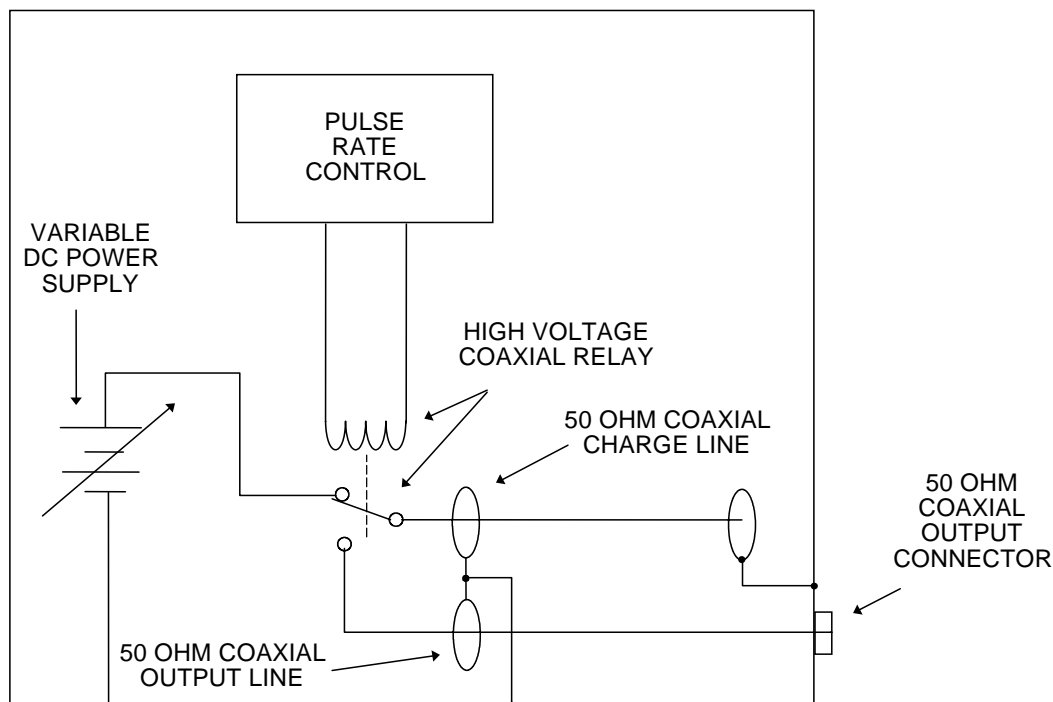 PULSE
RATE
CONTROL
VARIABLE
DC POWER
SUPPLY
HIGH VOLTAGE
COAXIAL RELAY
50 OHM COAXIAL
CHARGE LINE
50 OHM
COAXIAL
OUTPUT
CONNECTOR
50 OHM COAXIAL
OUTPUT LINE